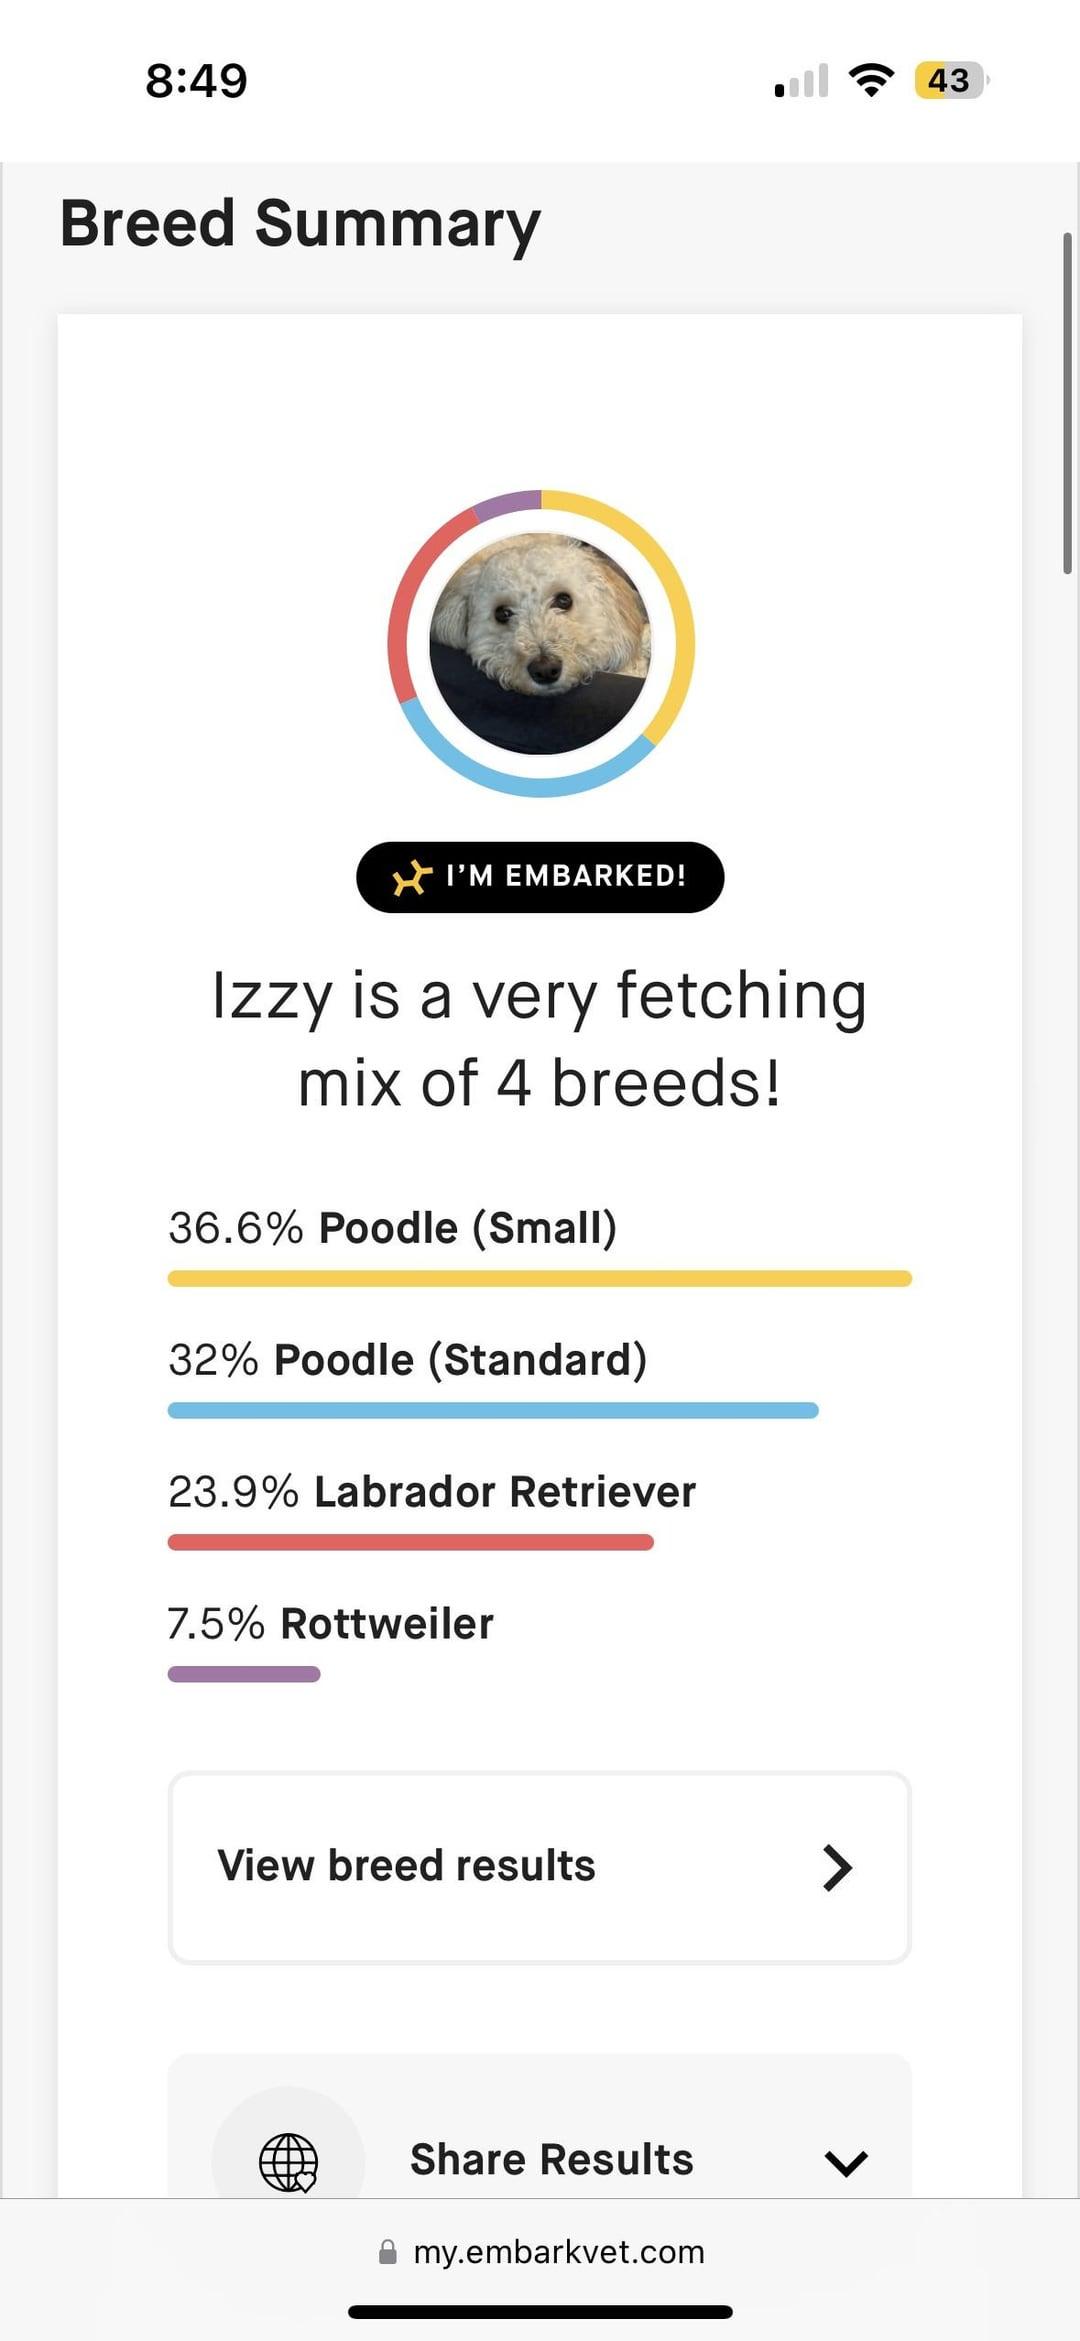 8:49
43
Breed Summary
I'M EMBARKED!
Izzy is a very fetching
mix of 4 breeds!
36.6% Poodle (Small)
32% Poodle (Standard)
23.9% Labrador Retriever
7.5% Rottweiler
View breed results
Share Results
my.embarkvet.com